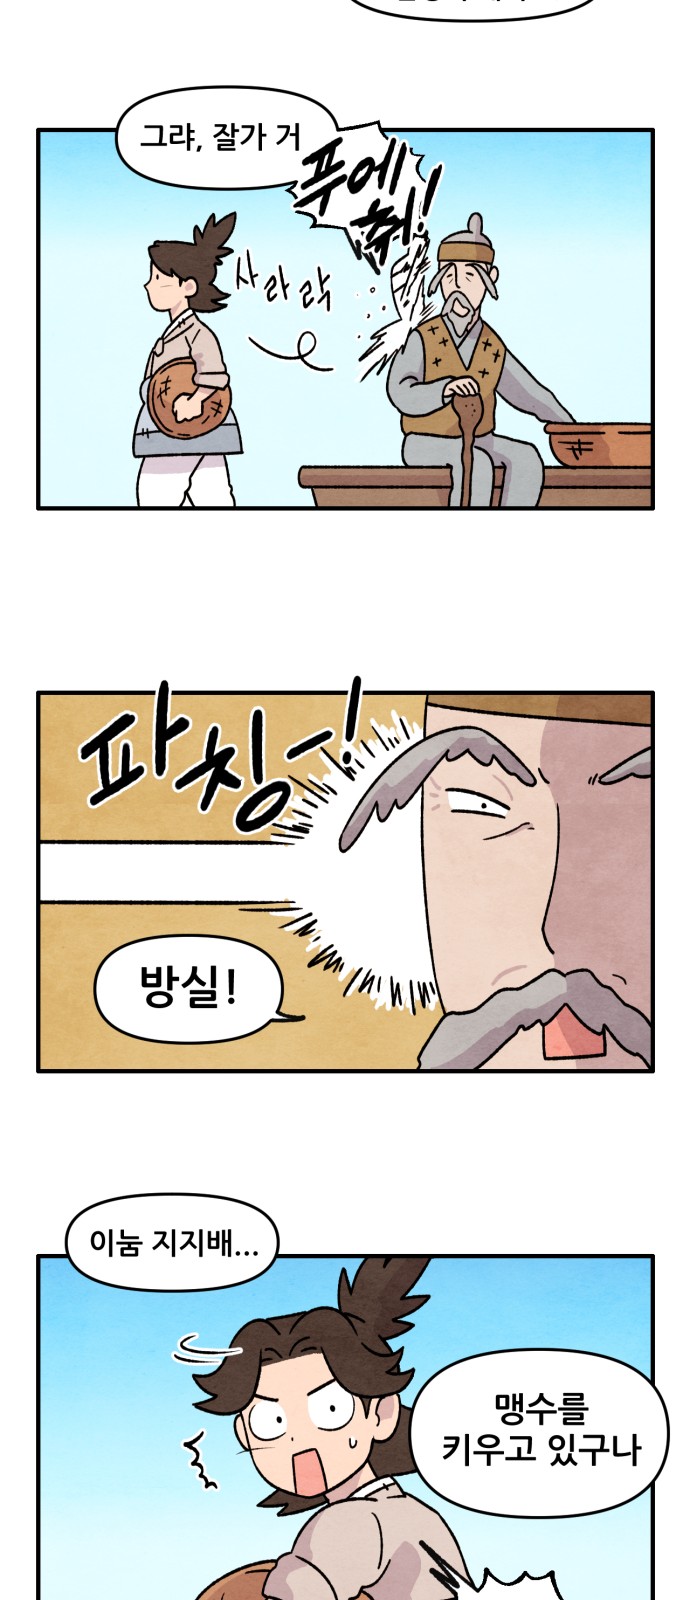 그랴, 잘가 거
푸에
취!
사라락
파칭-!
방실!
이눔 지지배...
맹수를
키우고 있구나